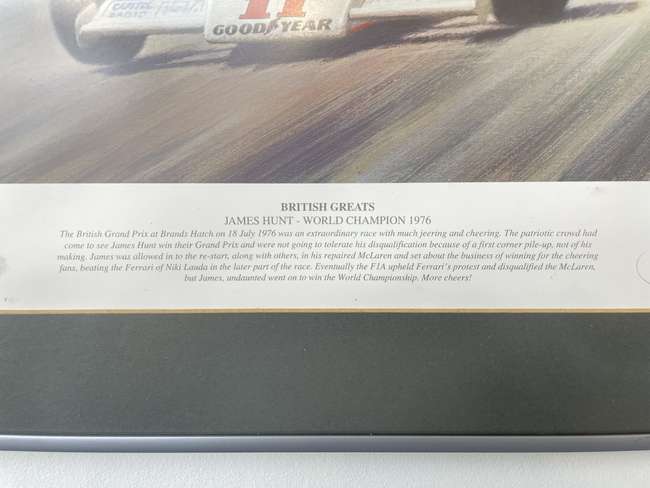 11
GOODYEAR
BRITISH GREATS
JAMES HUNT - WORLD CHAMPION 1976
The British Grand Prix at Brands Hatch on 18 July 1976 was an extraordinary race with much jeering and cheering. The patriotic crowd had
come to see James Hunt win their Grand Prix and were not going to tolerate his disqualification because of a first corner pile-up, not of his
making. James was allowed in to the re-start, along with others, in his repaired McLaren and set about the business of winning for the cheering
fans, beating the Ferrari of Niki Lauda in the later part of the race. Eventually the F1A upheld Ferrari's protest and disqualified the McLaren,
but James, undaunted went on to win the World Championship. More cheers!